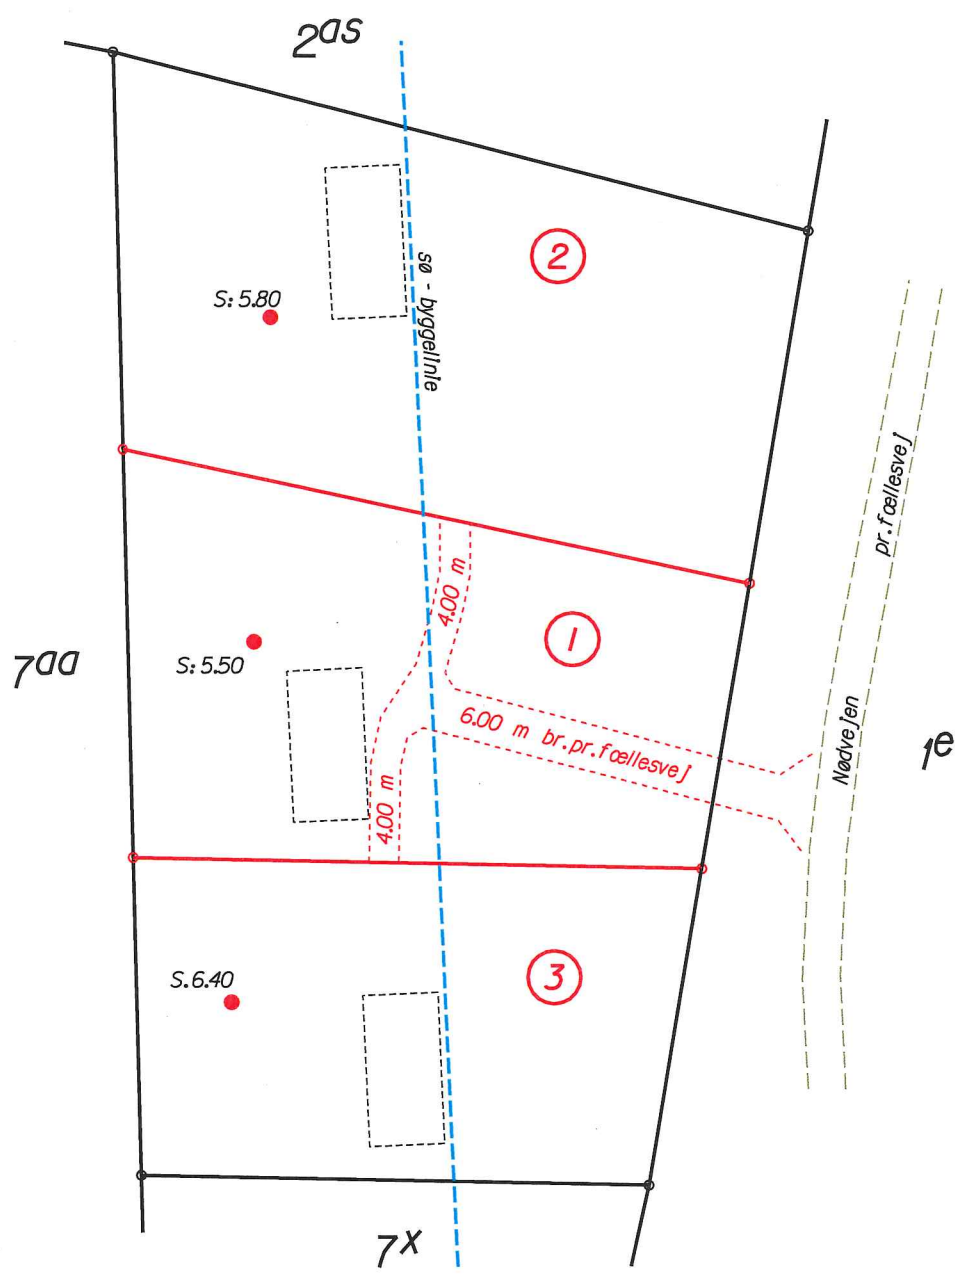 2as
sø - byggelinie
2
S: 5.80
pr.fællesvej
4.00 m
1
S: 5.50
7aa
6.00 m br.pr.fællesvej
Nødvejen
1e
4.00 m
3
S.6.40
7x